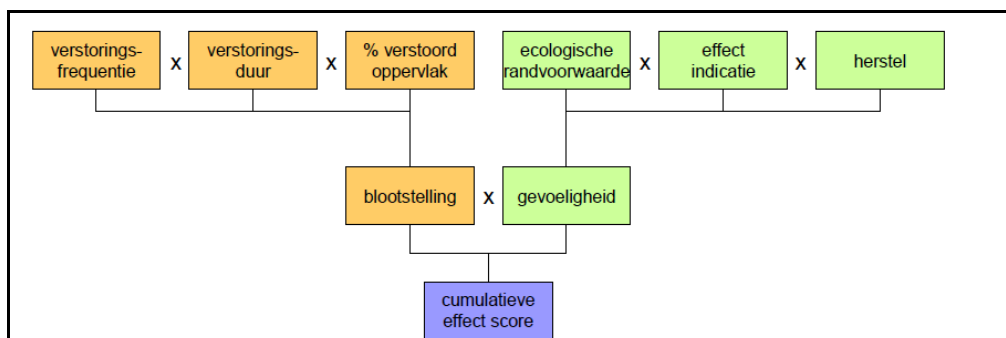 verstorings-
frequentie
x
verstorings-
duur
x
% verstoord
oppervlak
ecologische
randvoorwaarde
x
effect
indicatie
x
herstel
blootstelling
x
gevoeligheid
cumulatieve
effect score